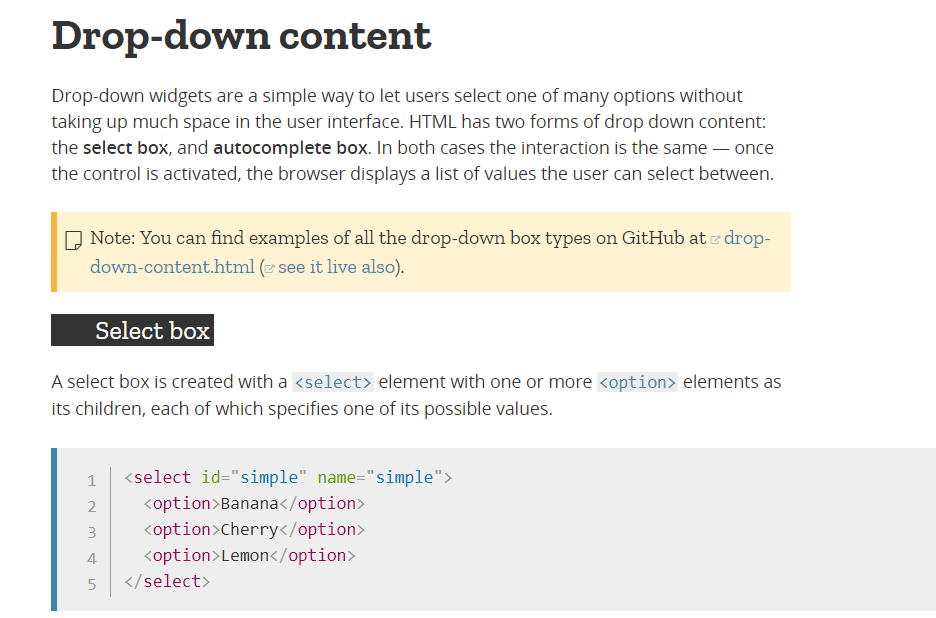 Drop-down content
Drop-down widgets are a simple way to let users select one of many options without
taking up much space in the user interface. HTML has two forms of drop down content:
the select box, and autocomplete box. In both cases the interaction is the same — once
the control is activated, the browser displays a list of values the user can select between.
Note: You can find examples of all the drop-down box types on GitHub at drop-
down-content.html (see it live also).
Select box
A select box is created with a <select> element with one or more <option> elements as
its children, each of which specifies one of its possible values.
1 <select id="simple" name="simple">
2   <option>Banana</option>
3   <option>Cherry</option>
4   <option>Lemon</option>
5 </select>